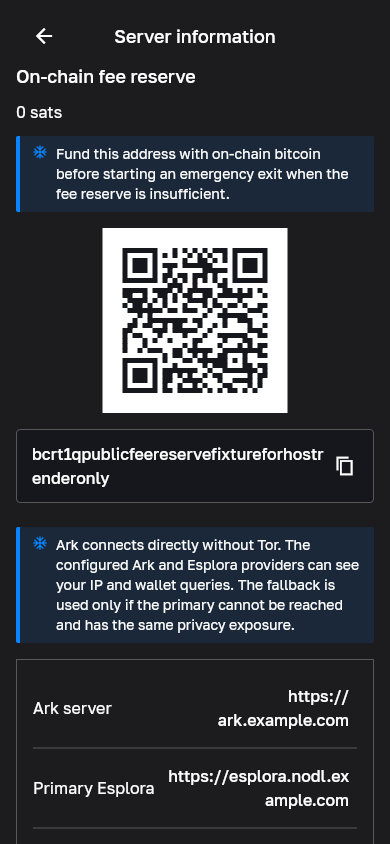 Server information
On-chain fee reserve
0 sats
Fund this address with on-chain bitcoin
before starting an emergency exit when the
fee reserve is insufficient.
bcrt1qpublicfeereservefixtureforhostr
enderonly
Ark connects directly without Tor. The
configured Ark and Esplora providers can see
your IP and wallet queries. The fallback is
used only if the primary cannot be reached
and has the same privacy exposure.
Ark server
https://
ark.example.com
Primary Esplora
https://esplora.nodl.ex
ample.com